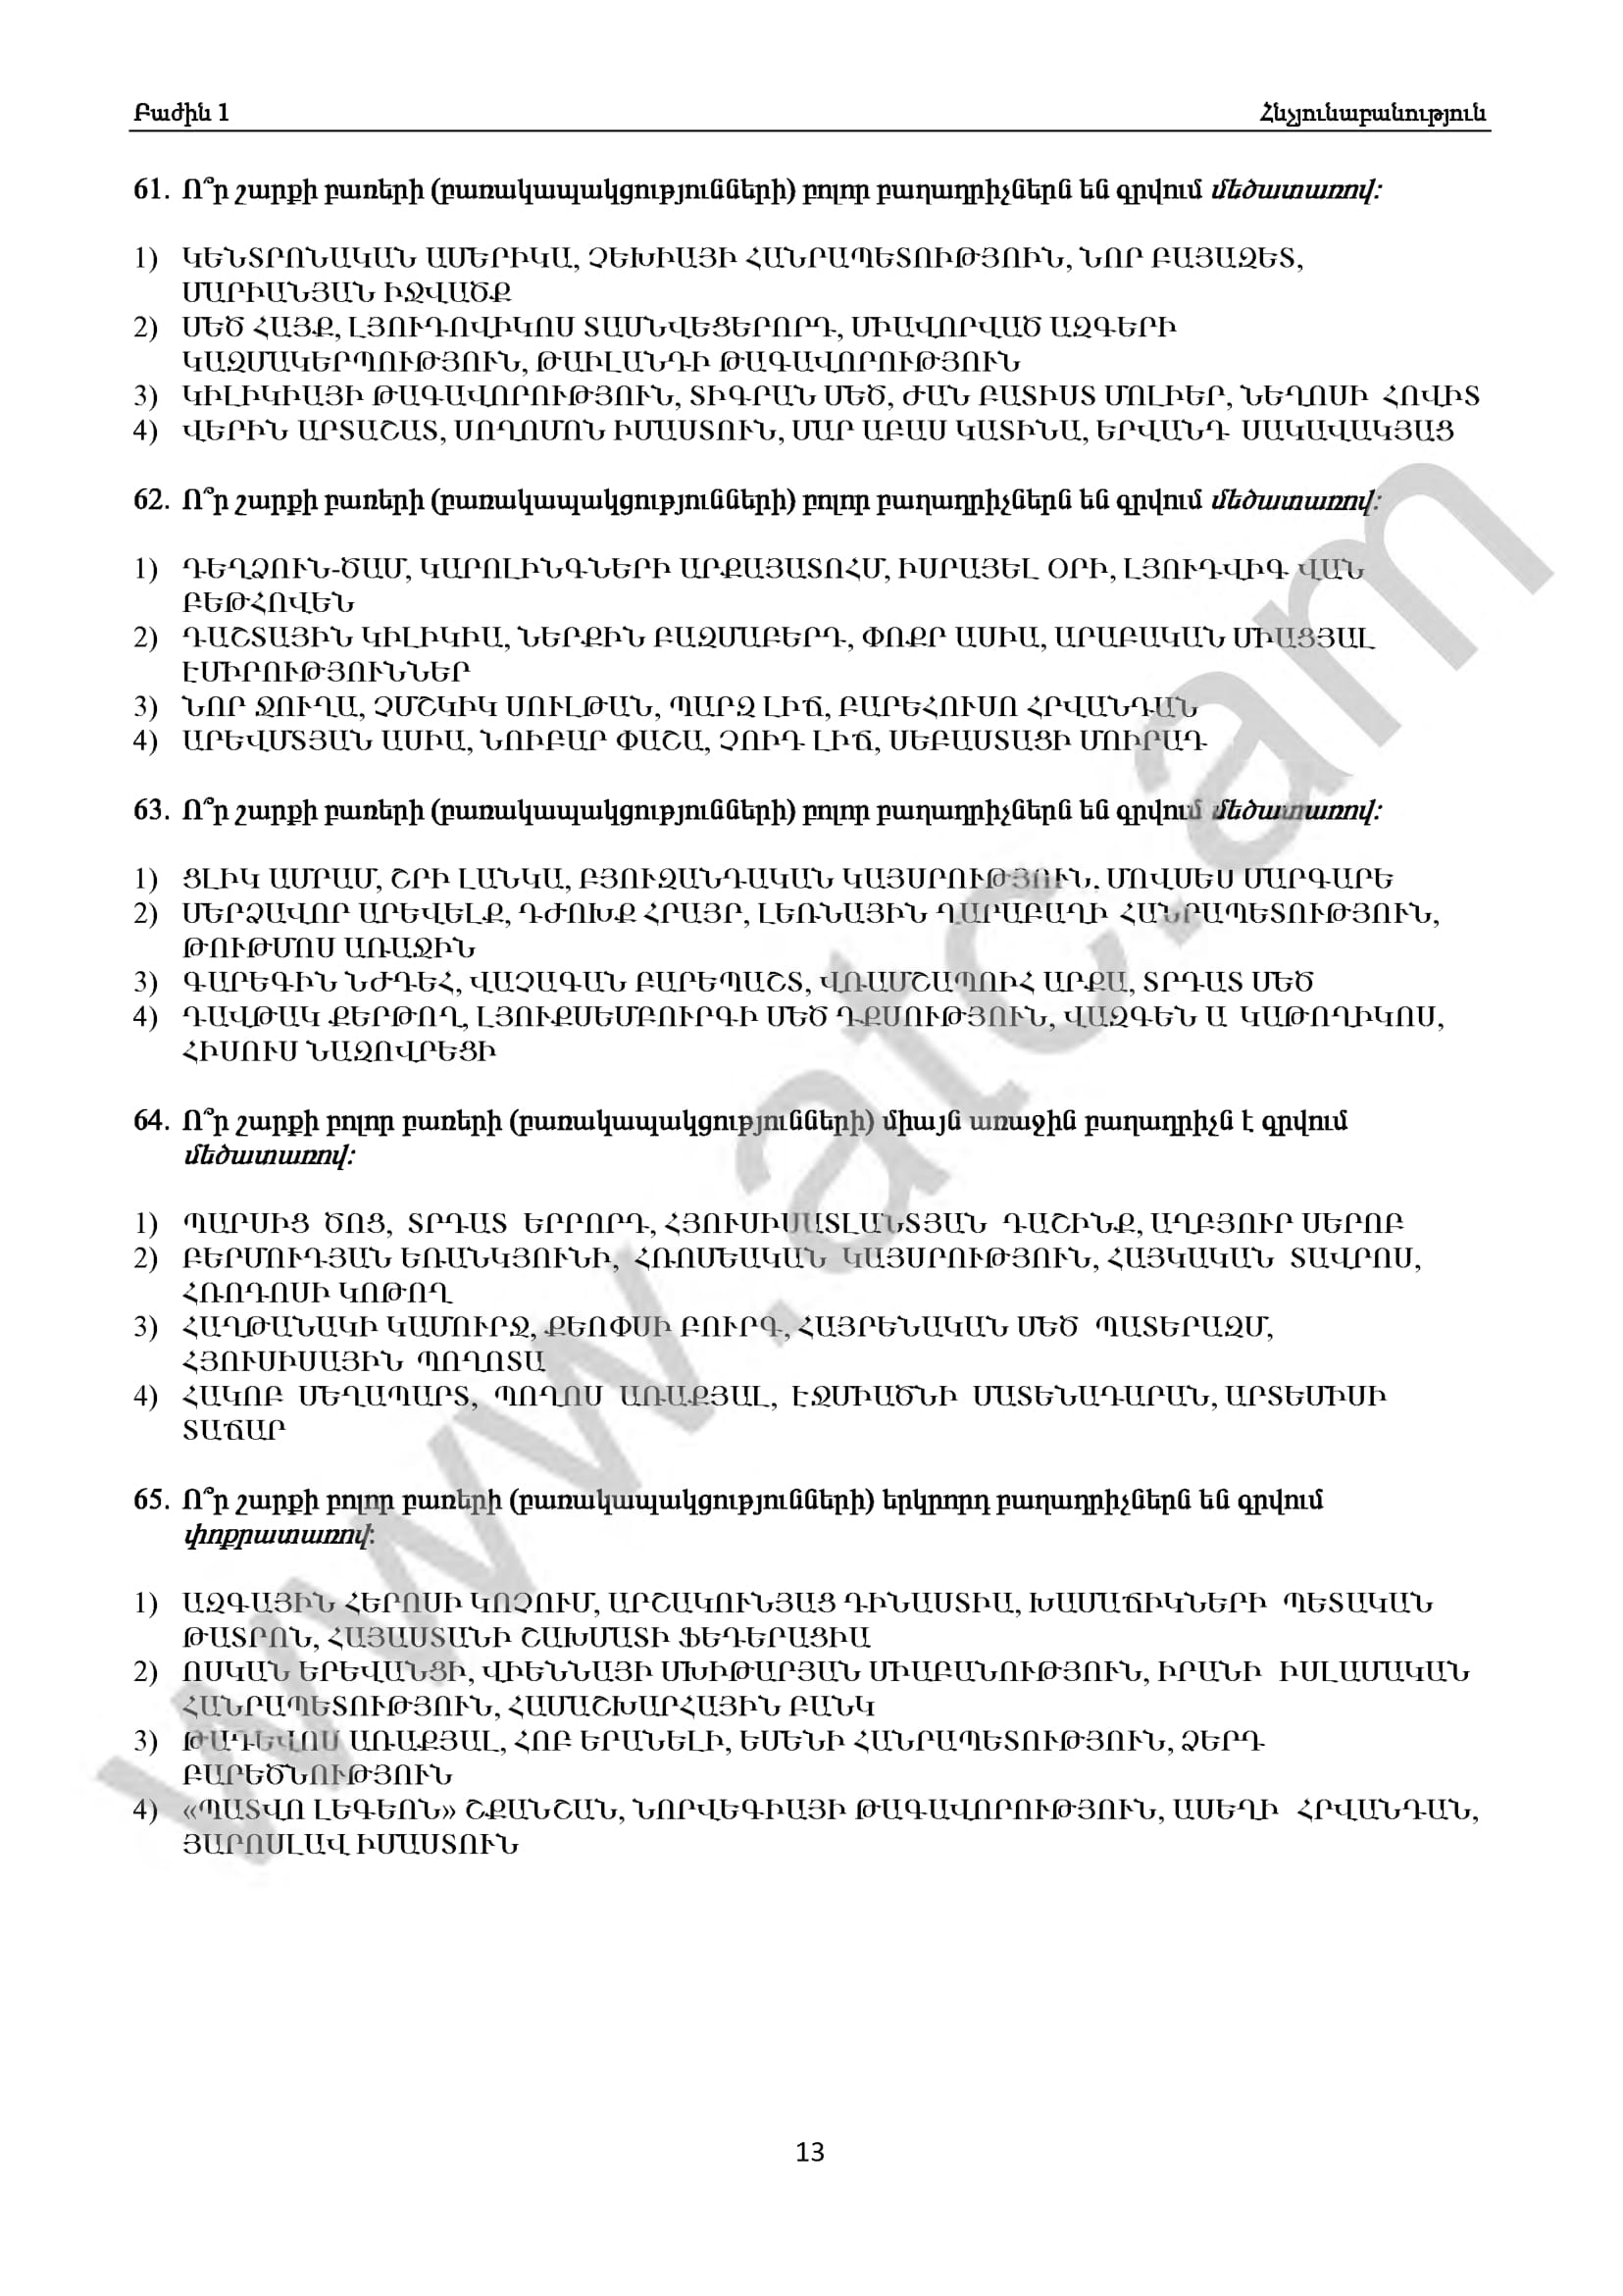 Բաժին 1 Հնչյունաբանություն
61. Ո՞ր շարքի բառերի (բառակապակցությունների) բոլոր բաղադրիչներն են գրվում մեծատառով:
1) ԿԵՆՏՐՈՆԱԿԱՆ ԱՄԵՐԻԿԱ, ՉԵԽԻԱՅԻ ՀԱՆՐԱՊԵՏՈՒԹՅՈՒՆ, ՆՈՐ ԲԱՅԱԶԵՏ,
ՄԱՐԻԱՆՅԱՆ ԻՋՎԱԾՔ
2) ՄԵԾ ՀԱՅՔ, ԼՅՈՒԴՈՎԻԿՈՍ ՏԱՍՆՎԵՑԵՐՈՐԴ, ՄԻԱՎՈՐՎԱԾ ԱԶԳԵՐԻ
ԿԱԶՄԱԿԵՐՊՈՒԹՅՈՒՆ, ԹԱԻԼԱՆԴԻ ԹԱԳԱՎՈՐՈՒԹՅՈՒՆ
3) ԿԻԼԻԿԻԱՅԻ ԹԱԳԱՎՈՐՈՒԹՅՈՒՆ, ՏԻԳՐԱՆ ՄԵԾ, ԺԱՆ ԲԱՏԻՍՏ ՄՈԼԻԵՐ, ՆԵՂՈՍԻ ՀՈՎԻՏ
4) ՎԵՐԻՆ ԱՐՏԱՇԱՏ, ՍՈՂՈՄՈՆ ԻՄԱՍՏՈՒՆ, ՄԱՐ ԱԲԱՍ ԿԱՏԻՆԱ, ԵՐՎԱՆԴ ՍԱԿԱՎԱԿՅԱՑ
62. Ո՞ր շարքի բառերի (բառակապակցությունների) բոլոր բաղադրիչներն են գրվում մեծատառով:
1) ԴԵՂՁՈՒՆ-ԾԱՄ, ԿԱՐՈԼԻՆԳՆԵՐԻ ԱՐՔԱՅԱՏՈՀՄ, ԻՍՐԱՅԵԼ ՕՐԻ, ԼՅՈՒԴՎԻԳ ՎԱՆ
ԲԵԹՀՈՎԵՆ
2) ԴԱՇՏԱՅԻՆ ԿԻԼԻԿԻԱ, ՆԵՐՔԻՆ ԲԱԶՄԱԲԵՐԴ, ՓՈՔՐ ԱՍԻԱ, ԱՐԱԲԱԿԱՆ ՄԻԱՑՅԱԼ
ԷՄԻՐՈՒԹՅՈՒՆՆԵՐ
3) ՆՈՐ ՋՈՒՂԱ, ՉՄՇԿԻԿ ՍՈՒԼԹԱՆ, ՊԱՐԶ ԼԻՃ, ԲԱՐԵՀՈՒՍՈ ՀՐՎԱՆԴԱՆ
4) ԱՐԵՎՄՏՅԱՆ ԱՍԻԱ, ՆՈՒԲԱՐ ՓԱՇԱ, ՉՈՒԴ ԼԻՃ, ՍԵԲԱՍՏԱՑԻ ՄՈՒՐԱԴ
63. Ո՞ր շարքի բառերի (բառակապակցությունների) բոլոր բաղադրիչներն են գրվում մեծատառով:
1) ՑԼԻԿ ԱՄՐԱՄ, ՇՐԻ ԼԱՆԿԱ, ԲՅՈՒԶԱՆԴԱԿԱՆ ԿԱՅՍՐՈՒԹՅՈՒՆ, ՄՈՎՍԵՍ ՄԱՐԳԱՐԵ
2) ՄԵՐՁԱՎՈՐ ԱՐԵՎԵԼՔ, ԴԺՈԽՔ ՀՐԱՅՐ, ԼԵՌՆԱՅԻՆ ՂԱՐԱԲԱՂԻ ՀԱՆՐԱՊԵՏՈՒԹՅՈՒՆ,
ԹՈՒԹՄՈՍ ԱՌԱՋԻՆ
3) ԳԱՐԵԳԻՆ ՆԺԴԵՀ, ՎԱՉԱԳԱՆ ԲԱՐԵՊԱՇՏ, ՎՌԱՄՇԱՊՈՒՀ ԱՐՔԱ, ՏՐԴԱՏ ՄԵԾ
4) ԴԱՎԹԱԿ ՔԵՐԹՈՂ, ԼՅՈՒՔՍԵՄԲՈՒՐԳԻ ՄԵԾ ԴՔՍՈՒԹՅՈՒՆ, ՎԱԶԳԵՆ Ա ԿԱԹՈՂԻԿՈՍ,
ՀԻՍՈՒՍ ՆԱԶՈՎՐԵՑԻ
64. Ո՞ր շարքի բոլոր բառերի (բառակապակցությունների) միայն առաջին բաղադրիչն է գրվում
մեծատառով:
1) ՊԱՐՍԻՑ ԾՈՑ, ՏՐԴԱՏ ԵՐՐՈՐԴ, ՀՅՈՒՍԻՍԱՏԼԱՆՏՅԱՆ ԴԱՇԻՆՔ, ԱՂԲՅՈՒՐ ՍԵՐՈԲ
2) ԲԵՐՄՈՒԴՅԱՆ ԵՌԱՆԿՅՈՒՆԻ, ՀՌՈՄԵԱԿԱՆ ԿԱՅՍՐՈՒԹՅՈՒՆ, ՀԱՅԿԱԿԱՆ ՏԱՎՐՈՍ,
ՀՌՈԴՈՍԻ ԿՈԹՈՂ
3) ՀԱՂԹԱՆԱԿԻ ԿԱՄՈՒՐՋ, ՔԵՈՓՍԻ ԲՈՒՐԳ, ՀԱՅՐԵՆԱԿԱՆ ՄԵԾ ՊԱՏԵՐԱԶՄ,
ՀՅՈՒՍԻՍԱՅԻՆ ՊՈՂՈՏԱ
4) ՀԱԿՈԲ ՄԵՂԱՊԱՐՏ, ՊՈՂՈՍ ԱՌԱՔՅԱԼ, ԷՋՄԻԱԾՆԻ ՄԱՏԵՆԱԴԱՐԱՆ, ԱՐՏԵՄԻՍԻ
ՏԱՃԱՐ
65. Ո՞ր շարքի բոլոր բառերի (բառակապակցությունների) երկրորդ բաղադրիչներն են գրվում
փոքրատառով:
1) ԱԶԳԱՅԻՆ ՀԵՐՈՍԻ ԿՈՉՈՒՄ, ԱՐՇԱԿՈՒՆՅԱՑ ԴԻՆԱՍՏԻԱ, ԽԱՄԱՃԻԿՆԵՐԻ ՊԵՏԱԿԱՆ
ԹԱՏՐՈՆ, ՀԱՅԱՍՏԱՆԻ ՇԱԽՄԱՏԻ ՖԵԴԵՐԱՑԻԱ
2) ՈՍԿԱՆ ԵՐԵՎԱՆՑԻ, ՎԻԵՆՆԱՅԻ ՄԽԻԹԱՐՅԱՆ ՄԻԱԲԱՆՈՒԹՅՈՒՆ, ԻՐԱՆԻ ԻՍԼԱՄԱԿԱՆ
ՀԱՆՐԱՊԵՏՈՒԹՅՈՒՆ, ՀԱՄԱՇԽԱՐՀԱՅԻՆ ԲԱՆԿ
3) ԹԱԴԵՎՈՍ ԱՌԱՔՅԱԼ, ՀՈԲ ԵՐԱՆԵԼԻ, ԵՄԵՆԻ ՀԱՆՐԱՊԵՏՈՒԹՅՈՒՆ, ՁԵՐԴ
ԲԱՐԵԾՆՈՒԹՅՈՒՆ
4) «ՊԱՏՎՈ ԼԵԳԵՈՆ» ՇՔԱՆՇԱՆ, ՆՈՐՎԵԳԻԱՅԻ ԹԱԳԱՎՈՐՈՒԹՅՈՒՆ, ԱՍԵՂԻ ՀՐՎԱՆԴԱՆ,
ՅԱՐՈՍԼԱՎ ԻՄԱՍՏՈՒՆ
www.atc.am
13